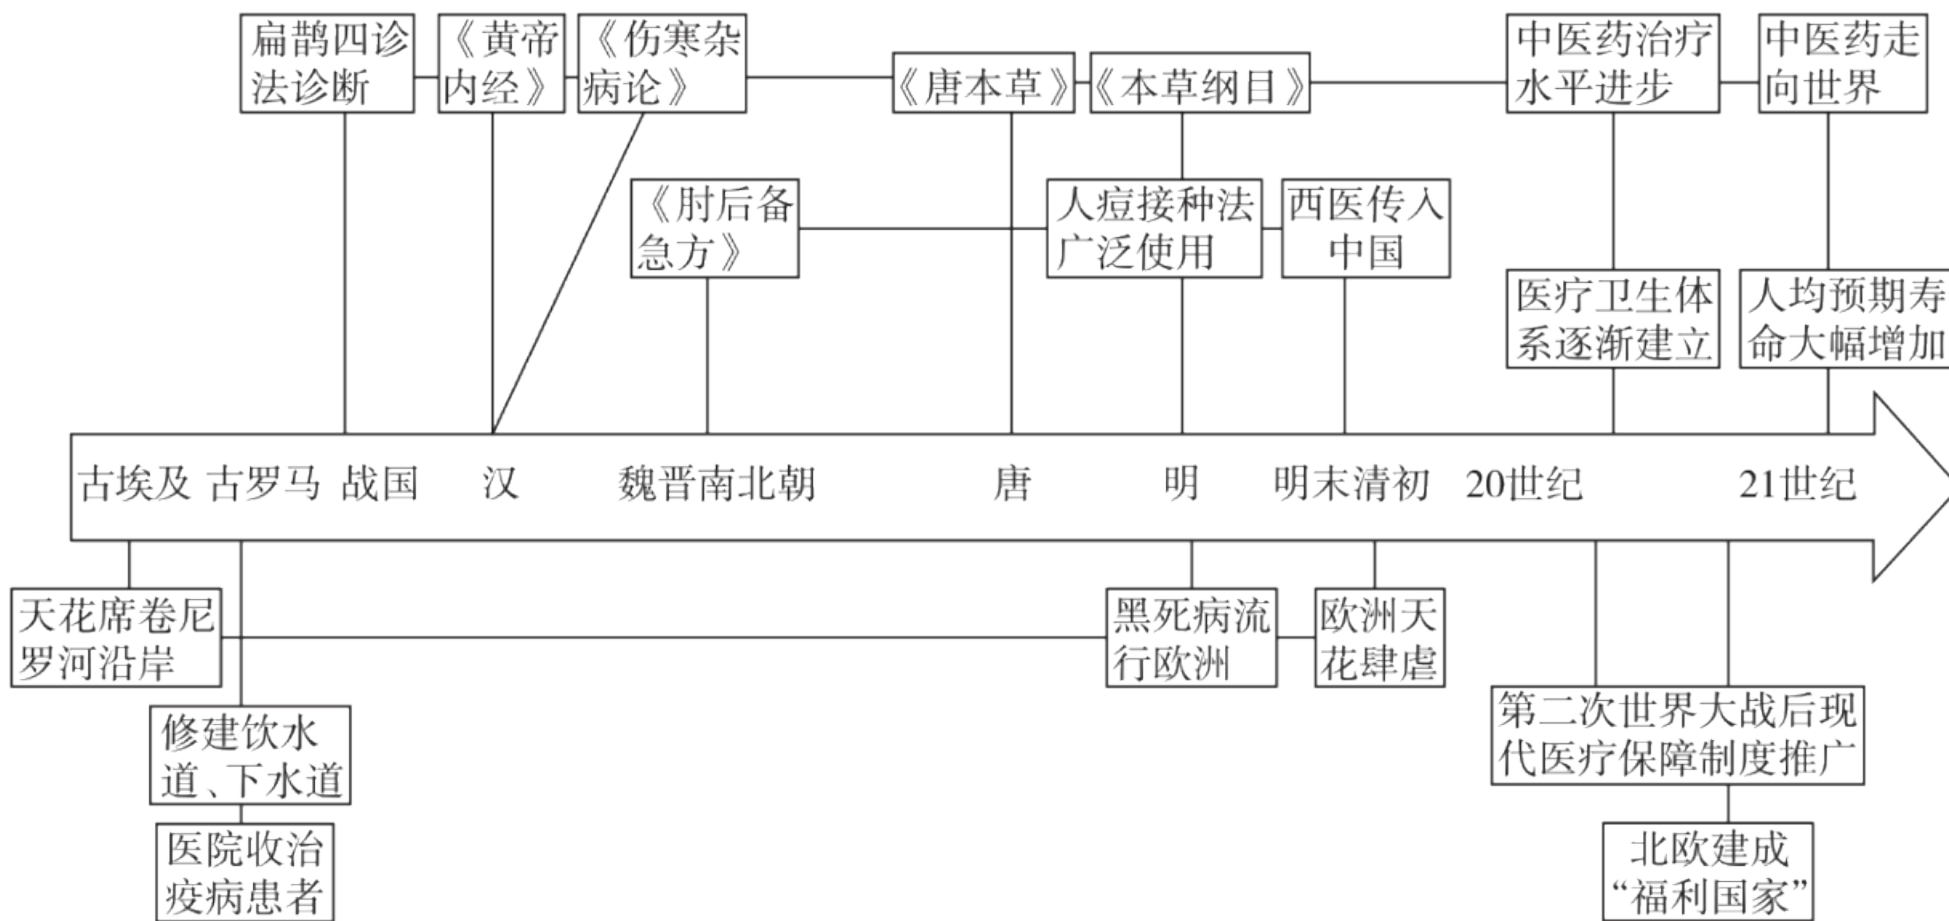 扁鹊四诊
法诊断
《黄帝
内经》
《伤寒杂
病论》
《唐本草》
《本草纲目》
中医药治疗
水平进步
中医药走
向世界
《肘后备
急方》
人痘接种法
广泛使用
西医传入
中国
医疗卫生体
系逐渐建立
人均预期寿
命大幅增加
古埃及 古罗马 战国 汉 魏晋南北朝 唐 明 明末清初 20世纪 21世纪
天花席卷尼
罗河沿岸
黑死病流
行欧洲
欧洲天
花肆虐
修建饮水
道、下水道
第二次世界大战后现
代医疗保障制度推广
医院收治
疫病患者
北欧建成
“福利国家”